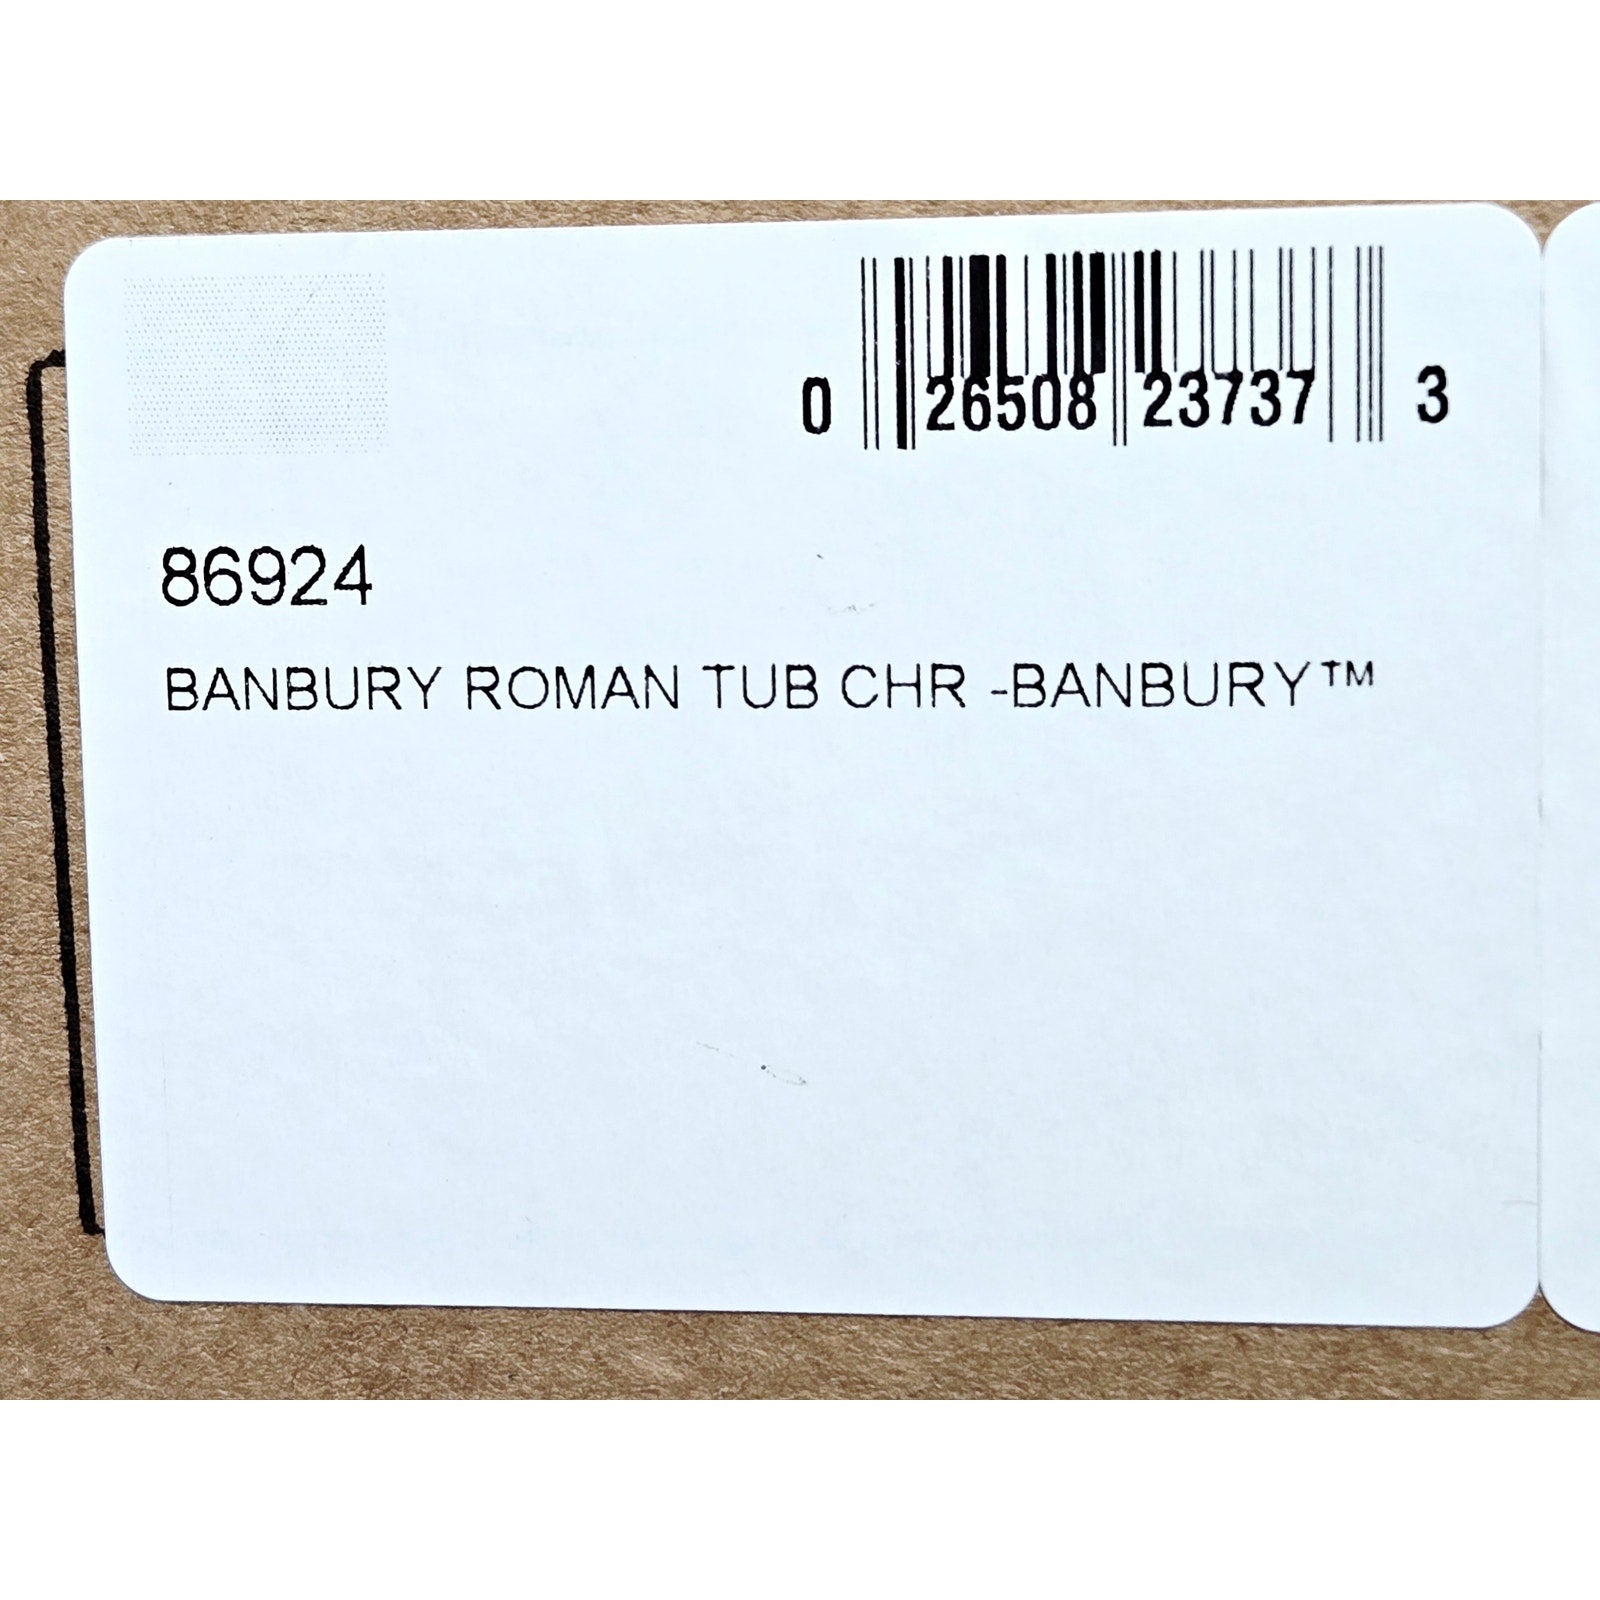 0 26508 23737 3
86924
BANBURY ROMAN TUB CHR -BANBURY™